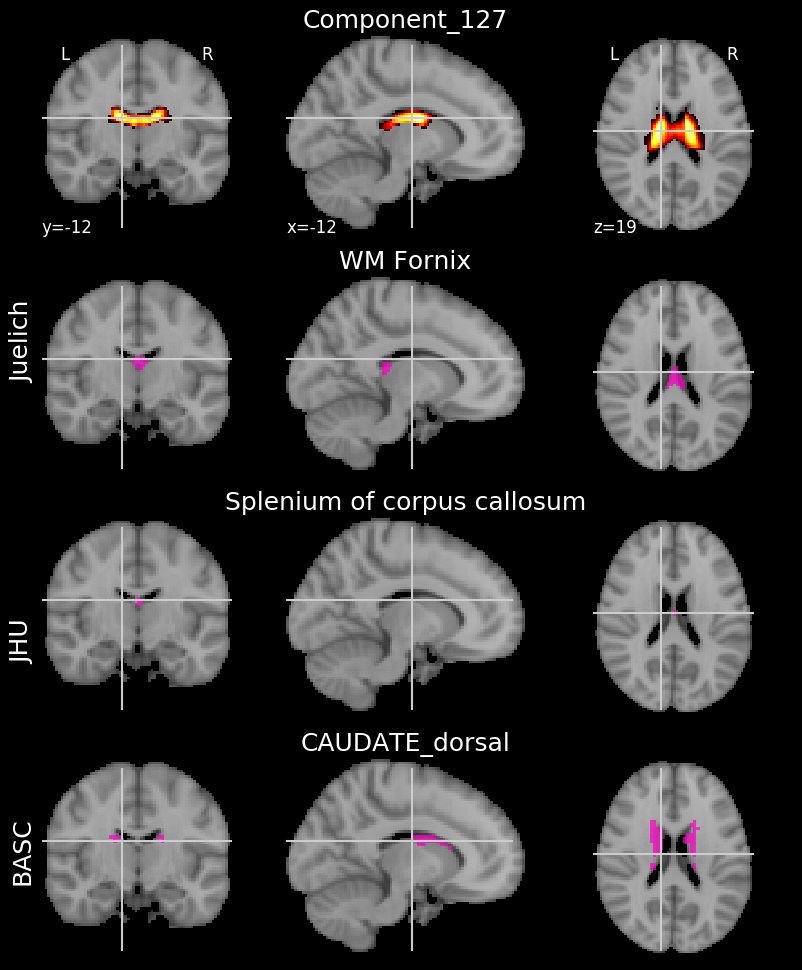 Component_127
L R L R
y=-12 x=-12 z=19
WM Fornix
Juelich
Splenium of corpus callosum
JHU
CAUDATE_dorsal
BASC